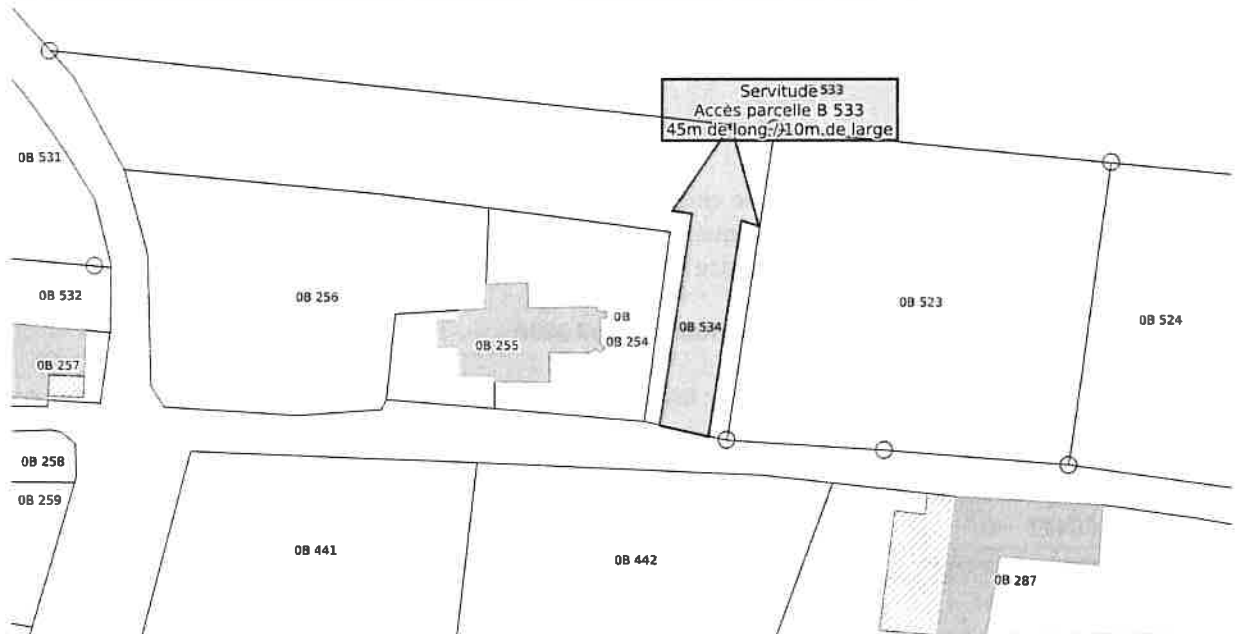 Servitude 533
Accès parcelle B 533
45m de long / 10m de large
0B 531
0B 532
0B 256
0B
0B 254
0B 255
0B 534
0B 523
0B 524
0B 257
0B 258
0B 259
0B 441
0B 442
0B 287